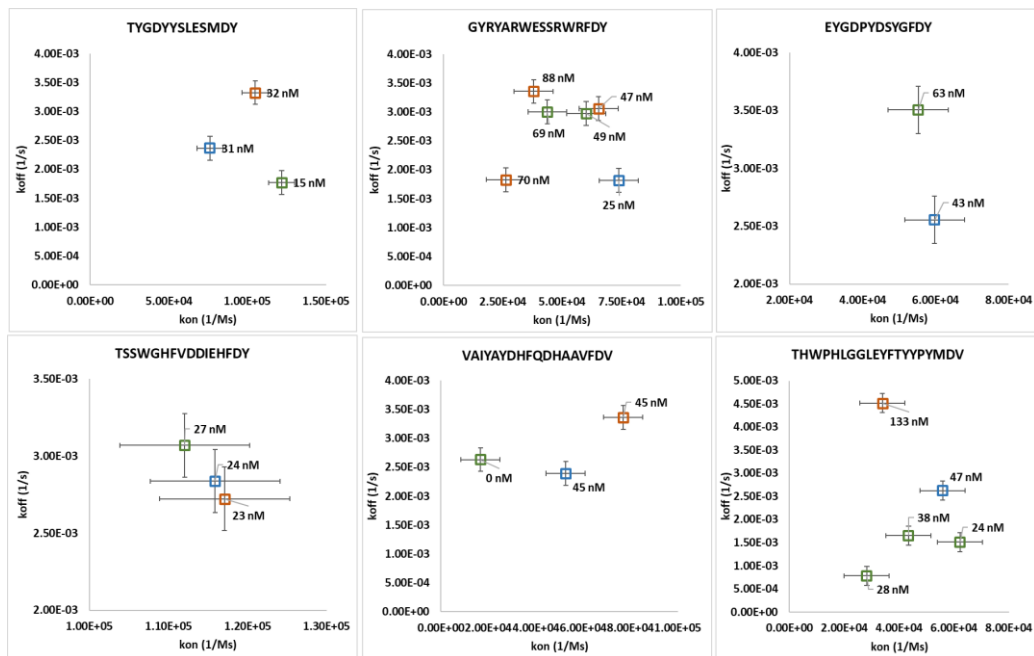 TYGDYYSLESMDY
4.00E-03
3.50E-03
3.00E-03
2.50E-03
2.00E-03
1.50E-03
1.00E-03
5.00E-04
0.00E+00
koff (1/s)
32 nM
31 nM
15 nM
0.00E+00 5.00E+04 1.00E+05 1.50E+05
kon (1/Ms)
GYRYARWESSRWRFDY
4.00E-03
3.50E-03
3.00E-03
2.50E-03
2.00E-03
1.50E-03
1.00E-03
5.00E-04
0.00E+00
koff (1/s)
88 nM
47 nM
69 nM
49 nM
70 nM
25 nM
0.00E+00 2.50E+04 5.00E+04 7.50E+04 1.00E+05
kon (1/Ms)
EYGDPYDSYGFDY
4.00E-03
3.50E-03
3.00E-03
2.50E-03
2.00E-03
koff (1/s)
63 nM
43 nM
2.00E+04 4.00E+04 6.00E+04 8.00E+04
kon (1/Ms)
TSSWGHFVDDIEHFDY
3.50E-03
3.00E-03
2.50E-03
2.00E-03
koff (1/s)
27 nM
24 nM
23 nM
1.00E+05 1.10E+05 1.20E+05 1.30E+05
kon (1/Ms)
VAIYAYDHFQDHAAVFDV
4.00E-03
3.50E-03
3.00E-03
2.50E-03
2.00E-03
1.50E-03
1.00E-03
5.00E-04
0.00E+00
koff (1/s)
45 nM
0 nM
45 nM
0.00E+00 2.00E+04 4.00E+04 6.00E+04 8.00E+04 1.00E+05
kon (1/Ms)
THWPHLGGLEYFTYYPYMDV
5.00E-03
4.50E-03
4.00E-03
3.50E-03
3.00E-03
2.50E-03
2.00E-03
1.50E-03
1.00E-03
5.00E-04
0.00E+00
koff (1/s)
133 nM
47 nM
38 nM
24 nM
28 nM
0.00E+00 2.00E+04 4.00E+04 6.00E+04 8.00E+04
kon (1/Ms)